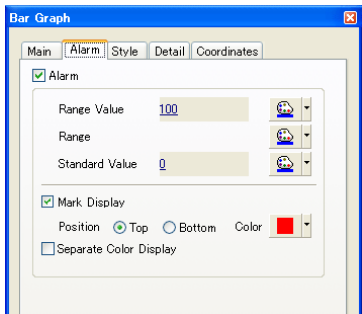 Bar Graph
Main Alarm Style Detail Coordinates
Alarm
Range Value 100
Range
Standard Value 0
Mark Display
Position Top Bottom Color
Separate Color Display